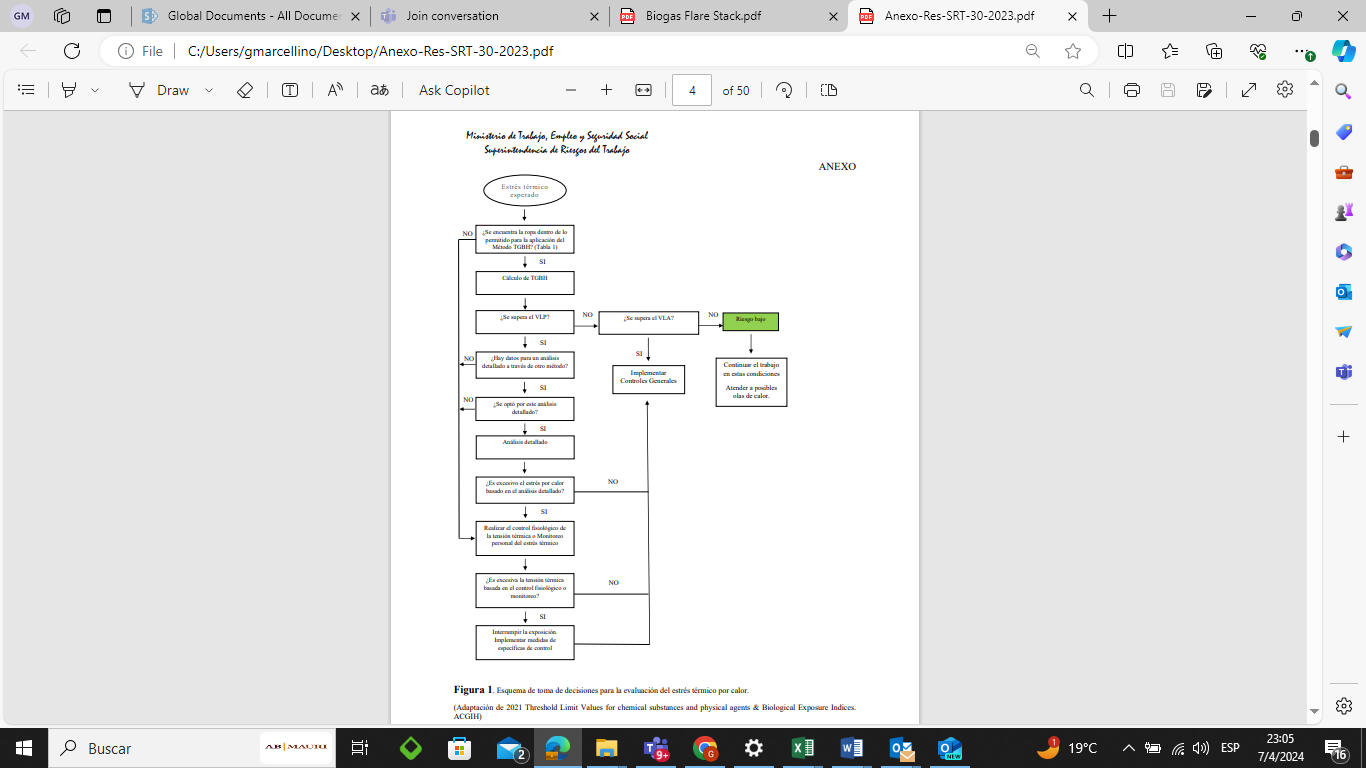 GM
Global Documents - All Docume
Join conversation
Biogas Flare Stack.pdf
Anexo-Res-SRT-30-2023.pdf
File
C:/Users/gmarcellino/Desktop/Anexo-Res-SRT-30-2023.pdf
Draw
Ask Copilot
4
of 50
Ministerio de Trabajo, Empleo y Seguridad Social
Superintendencia de Riesgos del Trabajo
ANEXO
Estrés térmico
esperado
NO
¿Se encuentra la ropa dentro de lo
permitido para la aplicación del
Método TGBH? (Tabla 1)
SI
Cálculo de TGBH
¿Se supera el VLP?
NO
¿Se supera el VLA?
NO
Riesgo bajo
SI
SI
NO
¿Hay datos para un análisis
detallado a través de otro método?
Implementar
Controles Generales
Continuar el trabajo
en estas condiciones
Atender a posibles
olas de calor.
SI
NO
¿Se optó por este análisis
detallado?
SI
Análisis detallado
¿Es excesivo el estrés por calor
basado en el análisis detallado?
NO
SI
Realizar el control fisiológico de
la tensión térmica o Monitoreo
personal del estrés térmico
¿Es excesiva la tensión térmica
basada en el control fisiológico o
monitoreo?
NO
SI
Interrumpir la exposición.
Implementar medidas de
específicas de control
Figura 1. Esquema de toma de decisiones para la evaluación del estrés térmico por calor.
(Adaptación de 2021 Threshold Limit Values for chemical substances and physical agents & Biological Exposure Indices.
ACGIH)
Buscar
AB|MAURI
2
9+
G
NEW
1
19°C
ESP
23:05
7/4/2024
16